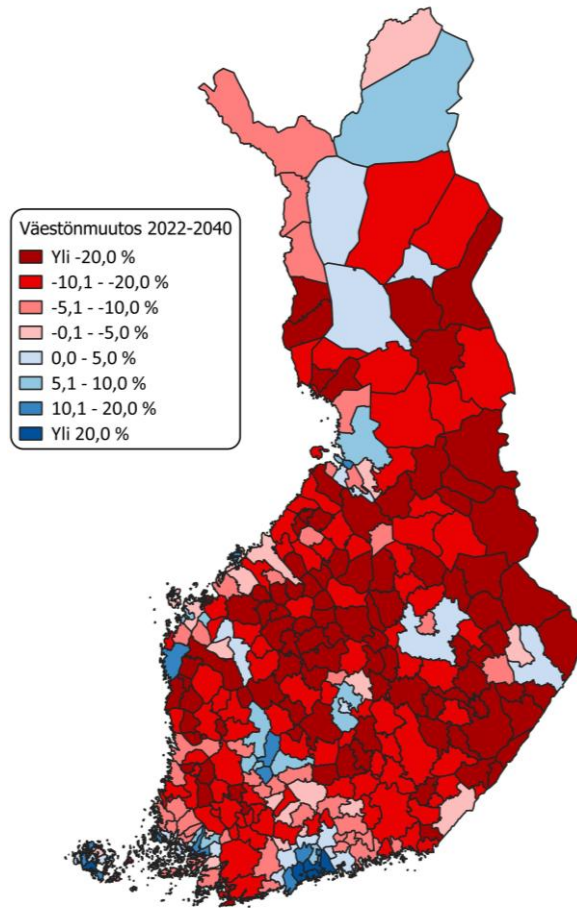 Väestönmuutos 2022-2040
Yli -20,0 %
-10,1 - -20,0 %
-5,1 - -10,0 %
-0,1 - -5,0 %
0,0 - 5,0 %
5,1 - 10,0 %
10,1 - 20,0 %
Yli 20,0 %